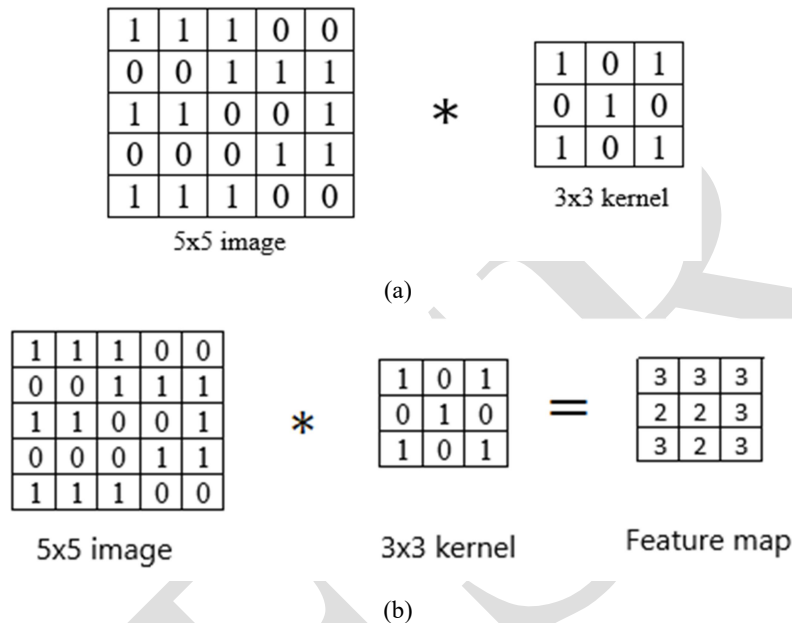 1 1 1 0 0
0 0 1 1 1
1 1 0 0 1
0 0 0 1 1
1 1 1 0 0
5x5 image
*
1 0 1
0 1 0
1 0 1
3x3 kernel
(a)
1 1 1 0 0
0 0 1 1 1
1 1 0 0 1
0 0 0 1 1
1 1 1 0 0
5x5 image
*
1 0 1
0 1 0
1 0 1
3x3 kernel
=
3 3 3
2 2 3
3 2 3
Feature map
(b)